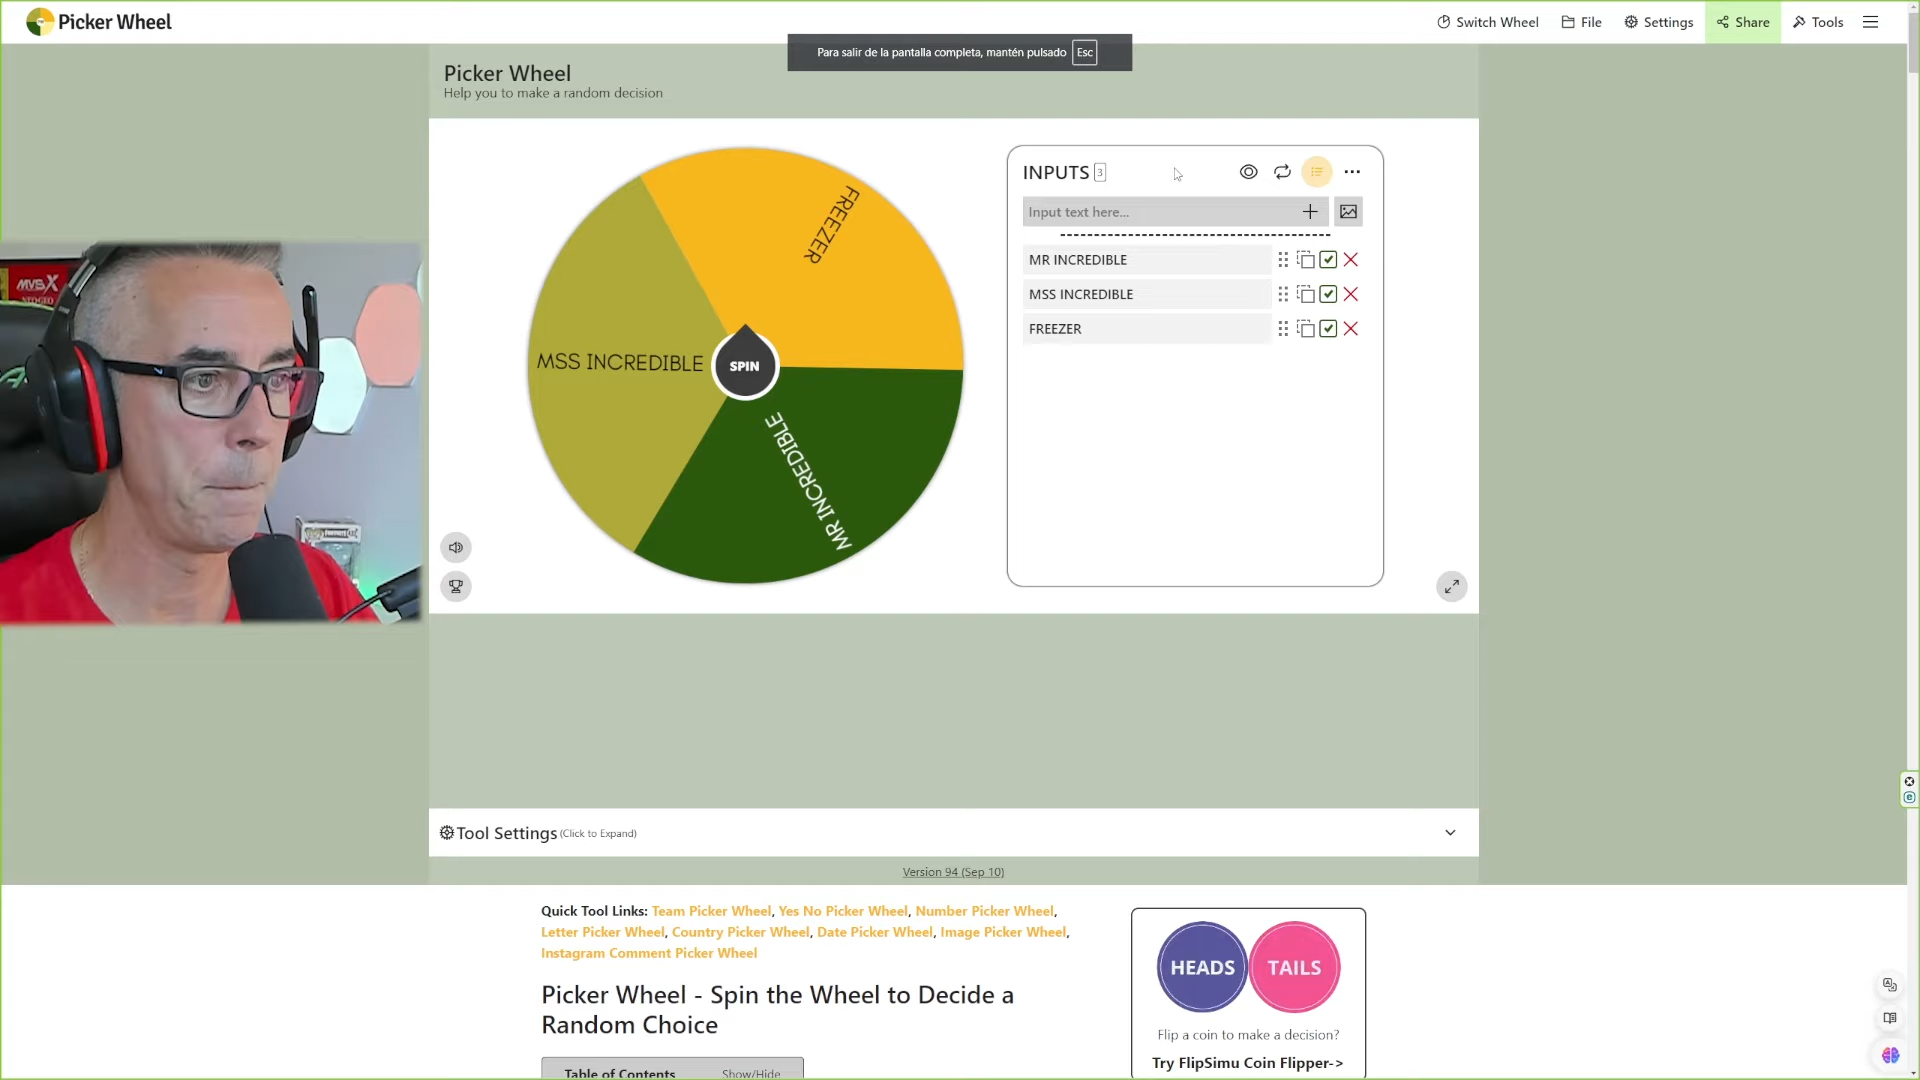 Picker Wheel
Switch Wheel
File
Settings
Share
Tools
Para salir de la pantalla completa, mantén pulsado Esc
Picker Wheel
Help you to make a random decision
FREEZER
MSS INCREDIBLE
SPIN
MR INCREDIBLE
INPUTS 3
Input text here...
MR INCREDIBLE
MSS INCREDIBLE
FREEZER
MVSX
NEOGEO
Tool Settings (Click to Expand)
Version 94 (Sep 10)
Quick Tool Links: Team Picker Wheel, Yes No Picker Wheel, Number Picker Wheel,
Letter Picker Wheel, Country Picker Wheel, Date Picker Wheel, Image Picker Wheel,
Instagram Comment Picker Wheel
Picker Wheel - Spin the Wheel to Decide a
Random Choice
Table of Contents
Show/Hide
HEADS
TAILS
Flip a coin to make a decision?
Try FlipSimu Coin Flipper->